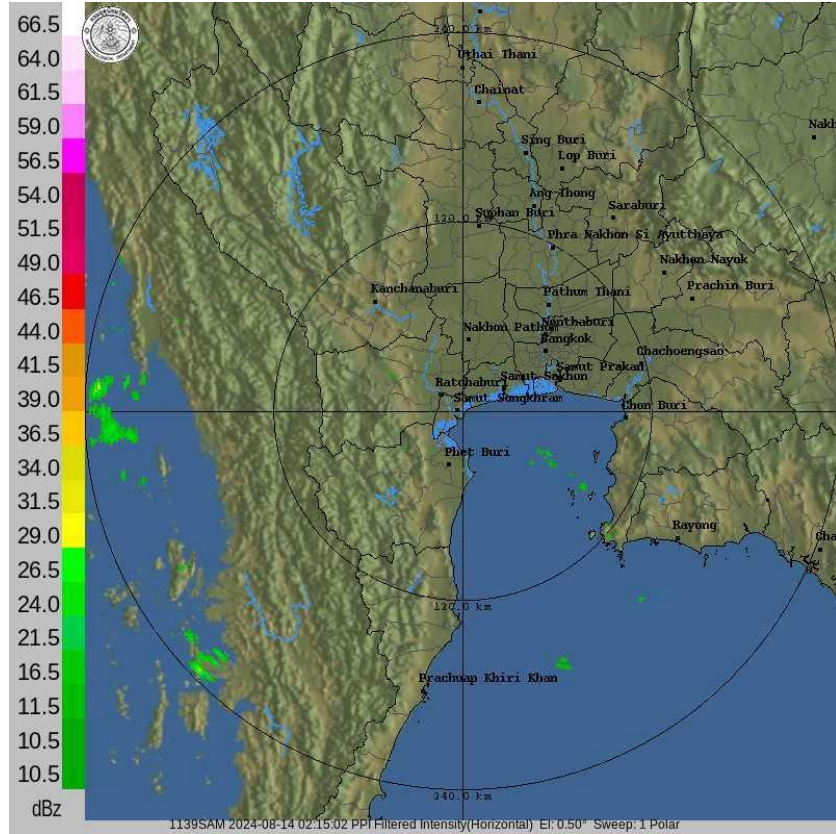 66.5
64.0
61.5
59.0
56.5
54.0
51.5
49.0
46.5
44.0
41.5
39.0
36.5
34.0
31.5
29.0
26.5
24.0
21.5
16.5
11.5
10.5
10.5
dBz
240.0 km
Uthai Thani
Chainat
Sing Buri
Lop Buri
Ang Thong
Suphan Buri
Saraburi
120.0 km
Phra Nakhon Si Ayutthaya
Nakhon Nayok
Kanchanaburi
Pathum Thani
Prachin Buri
Nakhon Pathom
Nonthaburi
Bangkok
Chachoengsao
Samut Prakan
Samut Sakhon
Ratchaburi
Samut Songkhram
Chon Buri
Phet Buri
Rayong
120.0 km
Prachuap Khiri Khan
240.0 km
1139SAM 2024-08-14 02:15:02 PPI Filtered Intensity(Horizontal) El: 0.50° Sweep: 1 Polar